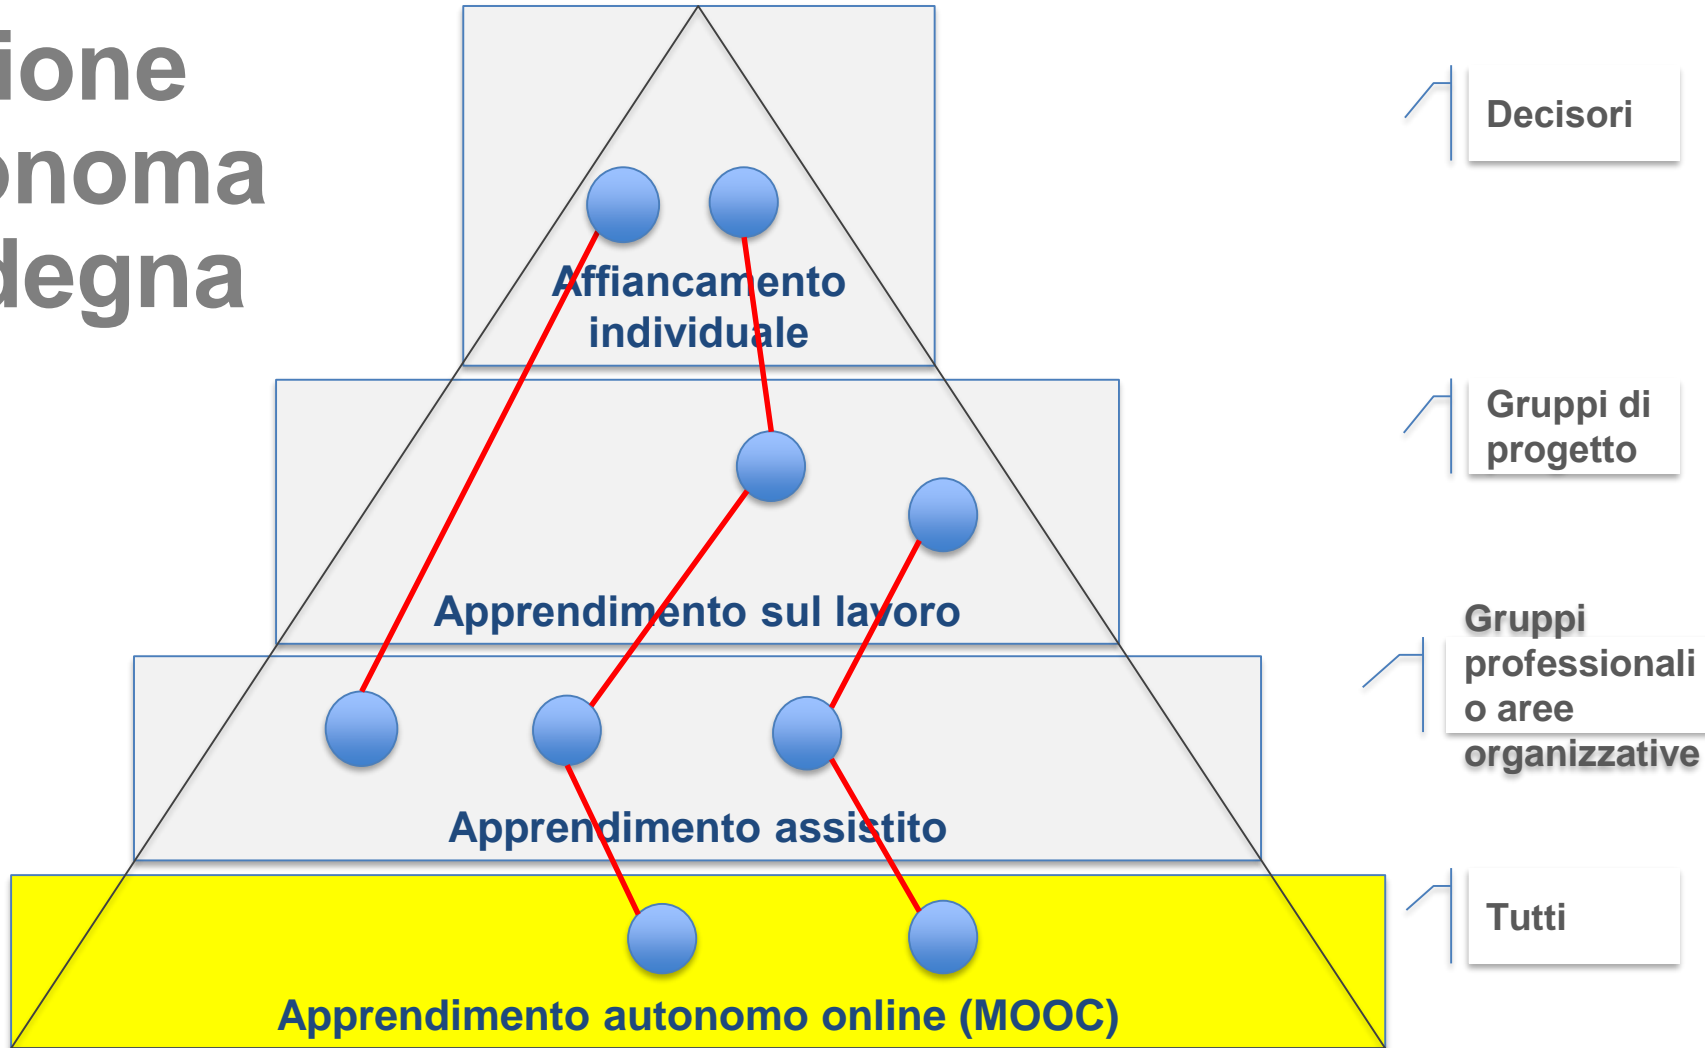 ione
onoma
degna
Decisori
Affiancamento
individuale
Gruppi di
progetto
Apprendimento sul lavoro
Gruppi
professionali
o aree
organizzative
Apprendimento assistito
Tutti
Apprendimento autonomo online (MOOC)